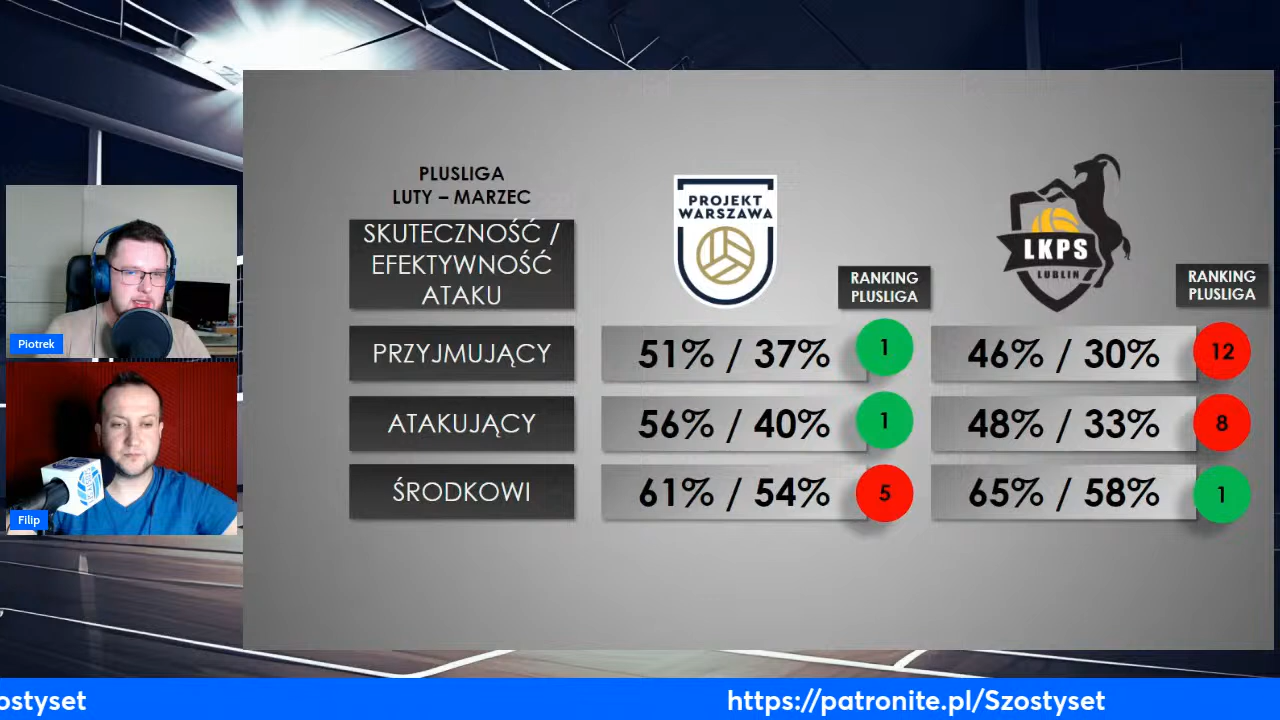 PLUSLIGA
LUTY – MARZEC
SKUTECZNOŚĆ /
EFEKTYWNOŚĆ
ATAKU
PROJEKT
WARSZAWA
RANKING
PLUSLIGA
LKPS
LUBLIN
RANKING
PLUSLIGA
PRZYJMUJĄCY
51% / 37%
1
46% / 30%
12
ATAKUJĄCY
56% / 40%
1
48% / 33%
8
ŚRODKOWI
61% / 54%
5
65% / 58%
1
Piotrek
Filip
ostyset
https://patronite.pl/Szostyset